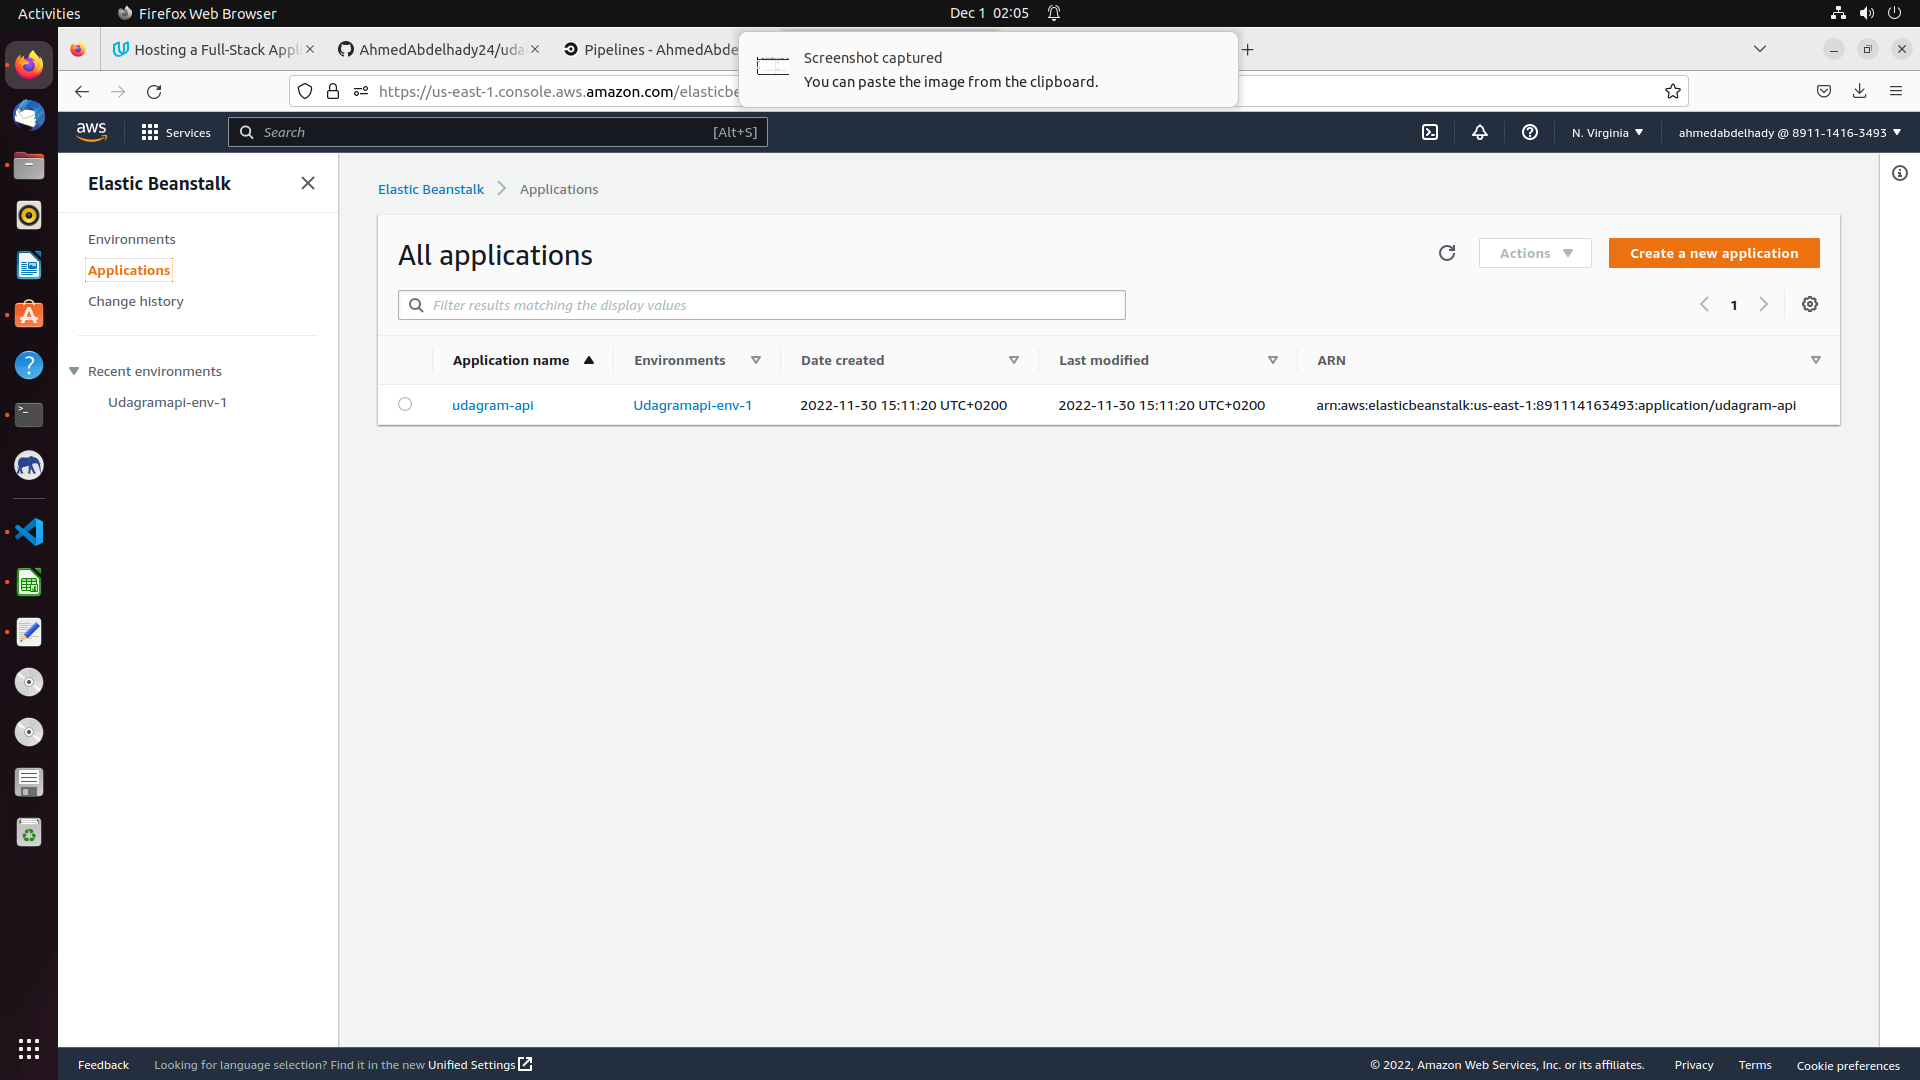 Activities
Firefox Web Browser
Dec 1 02:05
Hosting a Full-Stack Appl
AhmedAbdelhady24/uda
Pipelines - AhmedAbde
Screenshot captured
You can paste the image from the clipboard.
https://us-east-1.console.aws.amazon.com/elasticbe
aws
Services
Search
[Alt+S]
N. Virginia
ahmedabdelhady @ 8911-1416-3493
Elastic Beanstalk
Environments
Applications
Change history
Recent environments
Udagramapi-env-1
Elastic Beanstalk
Applications
All applications
Actions
Create a new application
Filter results matching the display values
1
Application name
Environments
Date created
Last modified
ARN
udagram-api
Udagramapi-env-1
2022-11-30 15:11:20 UTC+0200
2022-11-30 15:11:20 UTC+0200
arn:aws:elasticbeanstalk:us-east-1:891114163493:application/udagram-api
Feedback
Looking for language selection? Find it in the new Unified Settings
© 2022, Amazon Web Services, Inc. or its affiliates.
Privacy
Terms
Cookie preferences